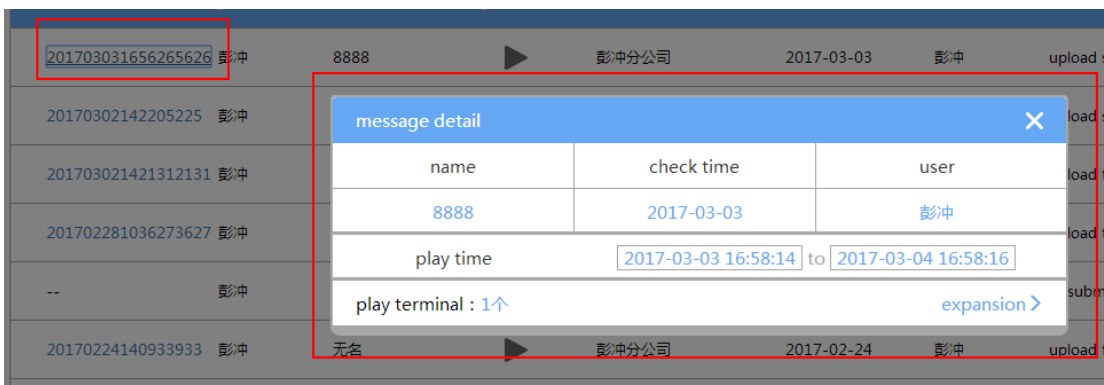 201703031656265626 彭冲 8888 彭冲分公司 2017-03-03 彭冲 upload
20170302142205225 彭冲
201703021421312131 彭冲
201702281036273627 彭冲
-- 彭冲
message detail
name check time user
8888 2017-03-03 彭冲
play time 2017-03-03 16:58:14 to 2017-03-04 16:58:16
play terminal : 1个 expansion
20170224140933933 彭冲 无名 彭冲分公司 2017-02-24 彭冲 upload